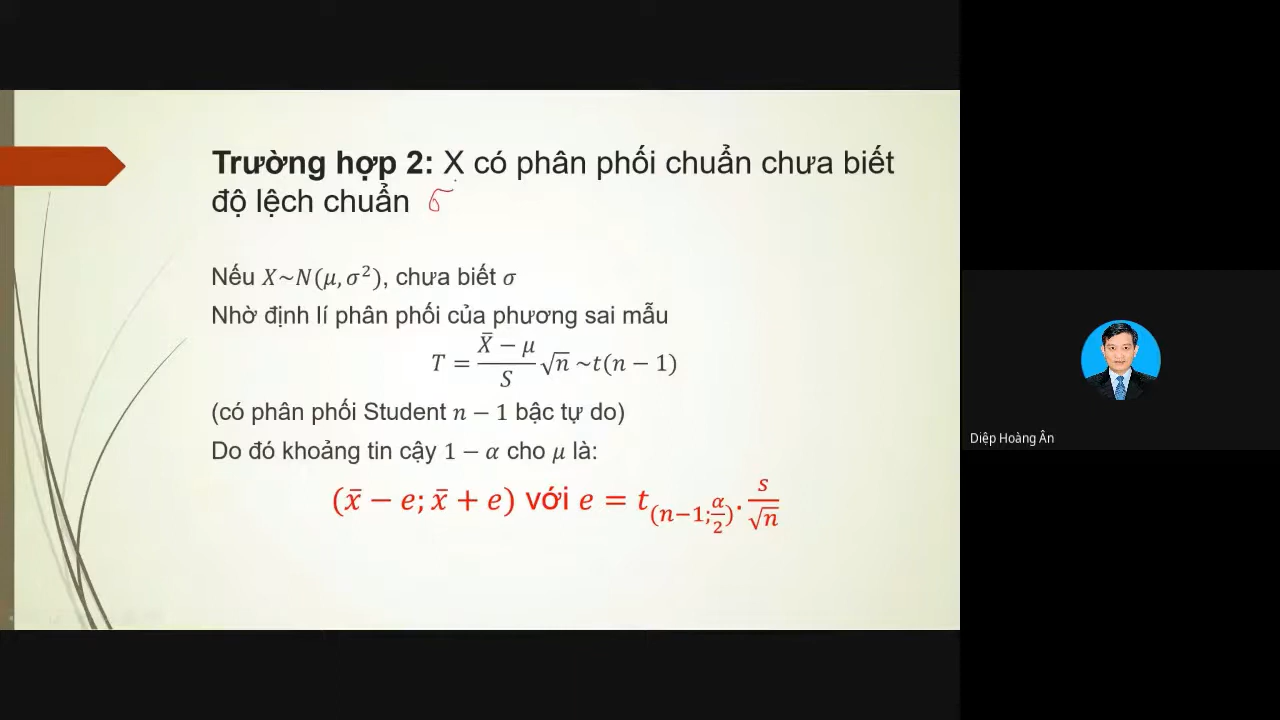 Trường hợp 2: X có phân phối chuẩn chưa biết
độ lệch chuẩn σ
Nếu X~N(μ, σ²), chưa biết σ
Nhờ định lí phân phối của phương sai mẫu
T = (X̄ − μ)/S √n ~t(n − 1)
(có phân phối Student n − 1 bậc tự do)
Do đó khoảng tin cậy 1 − α cho μ là:
(x̄ − e; x̄ + e) với e = t_(n−1; α/2) . s/√n
Diệp Hoàng Ân